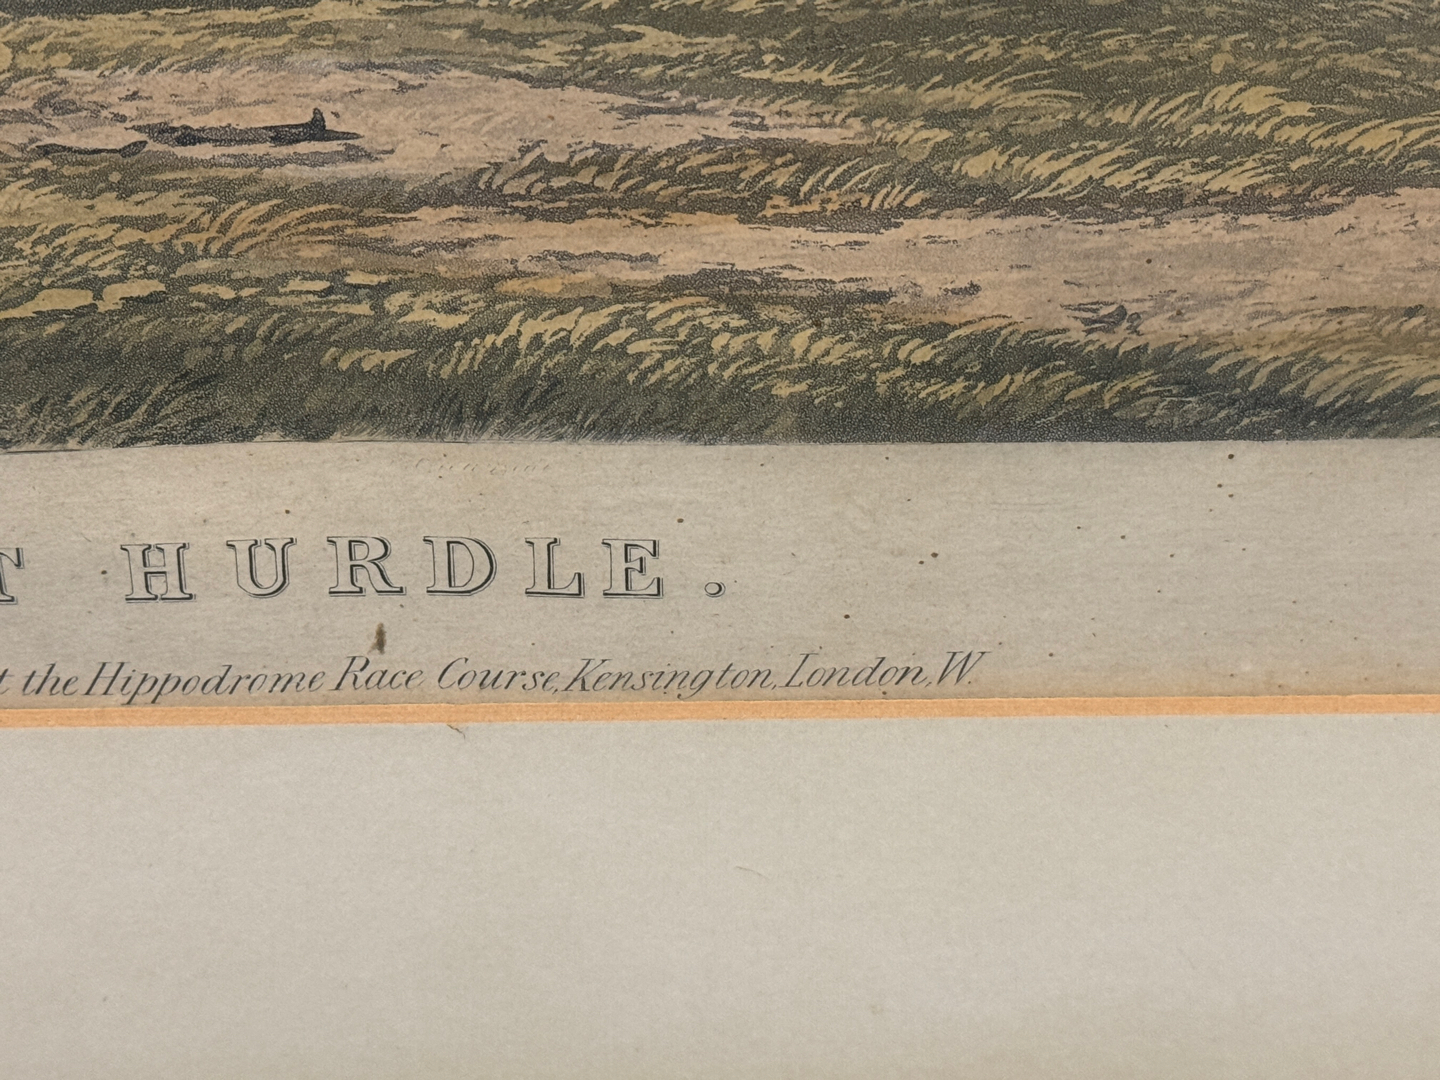 T HURDLE.
t the Hippodrome Race Course, Kensington, London, W.